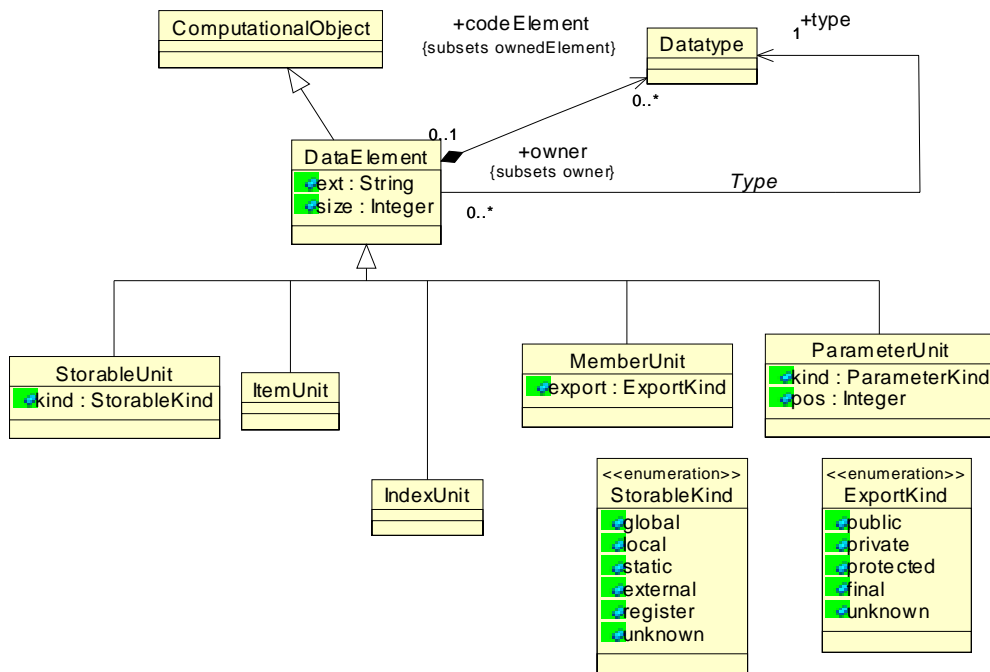 ComputationalObject
+codeElement
{subsets ownedElement}
Datatype
+type
1
0..*
0..1
DataElement
ext : String
size : Integer
+owner
{subsets owner}
Type
0..*
StorableUnit
kind : StorableKind
ItemUnit
IndexUnit
MemberUnit
export : ExportKind
ParameterUnit
kind : ParameterKind
pos : Integer
<<enumeration>>
StorableKind
global
local
static
external
register
unknown
<<enumeration>>
ExportKind
public
private
protected
final
unknown